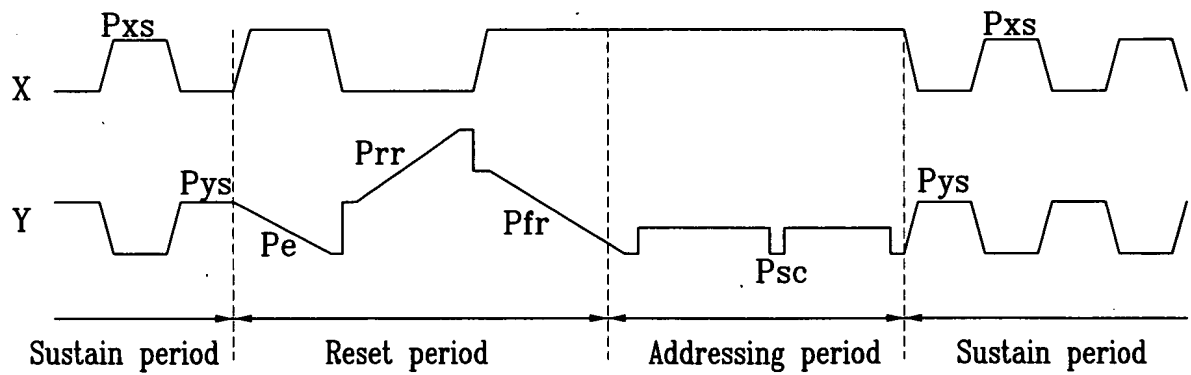 Pxs
Pxs
X
Prr
Pys
Pys
Y
Pfr
Pe
Psc
Sustain period
Reset period
Addressing period
Sustain period